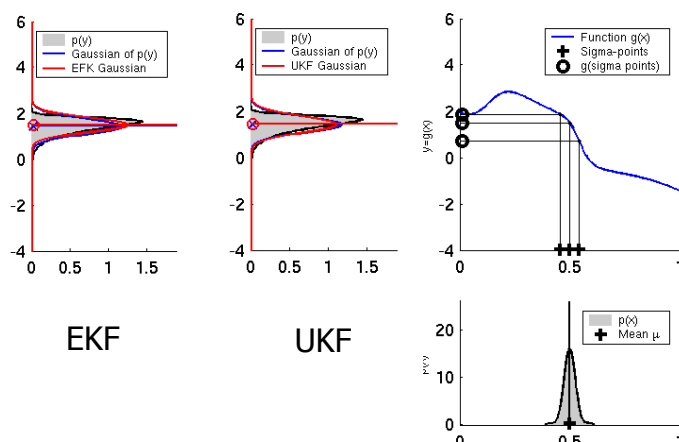 p(y)
Gaussian of p(y)
EFK Gaussian
6
4
2
0
−2
−4
0 0.5 1 1.5
EKF
p(y)
Gaussian of p(y)
UKF Gaussian
6
4
2
0
−2
−4
0 0.5 1 1.5
UKF
Function g(x)
Sigma-points
g(sigma points)
6
4
2
0
−2
−4
y=g(x)
0 0.5 1
p(x)
Mean μ
20
10
0
0 0.5 1